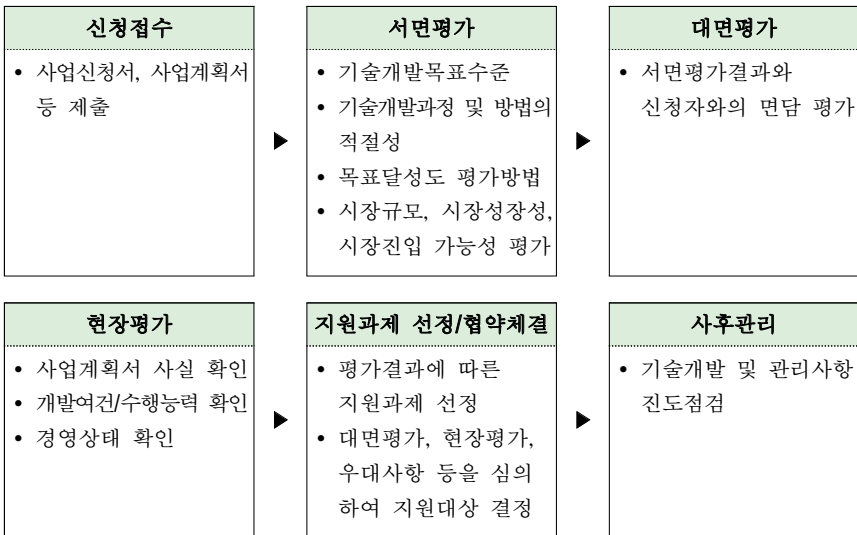 신청접수
• 사업신청서, 사업계획서
등 제출
▶
서면평가
• 기술개발목표수준
• 기술개발과정 및 방법의
적절성
• 목표달성도 평가방법
• 시장규모, 시장성장성,
시장진입 가능성 평가
▶
대면평가
• 서면평가결과와
신청자와의 면담 평가
현장평가
• 사업계획서 사실 확인
• 개발여건/수행능력 확인
• 경영상태 확인
▶
지원과제 선정/협약체결
• 평가결과에 따른
지원과제 선정
• 대면평가, 현장평가,
우대사항 등을 심의
하여 지원대상 결정
▶
사후관리
• 기술개발 및 관리사항
진도점검